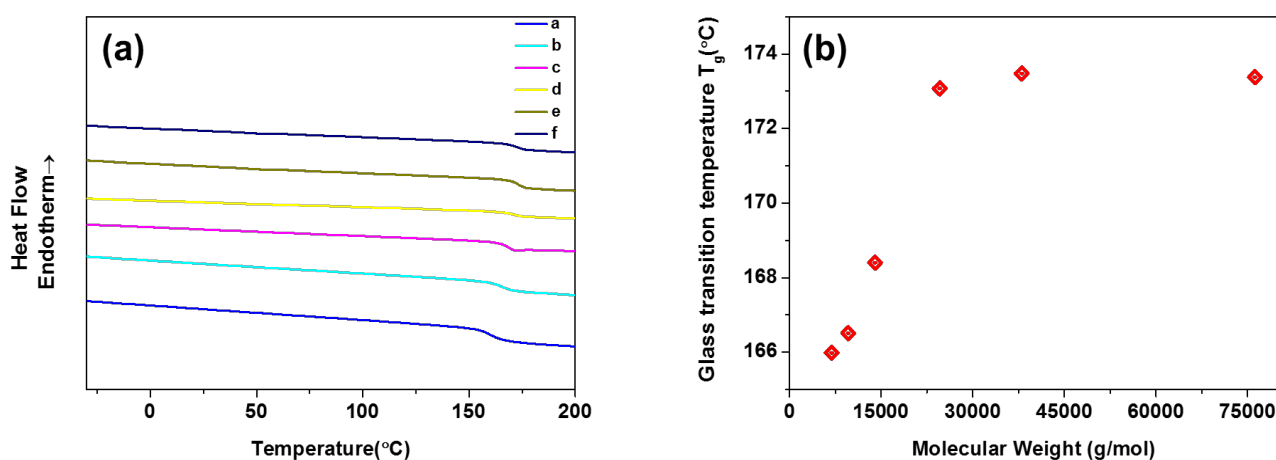 (a)
a
b
c
d
e
f
Heat Flow
Endotherm→
0
50
100
150
200
Temperature(°C)
(b)
174
172
170
168
166
Glass transition temperature Tg(°C)
0
15000
30000
45000
60000
75000
Molecular Weight (g/mol)